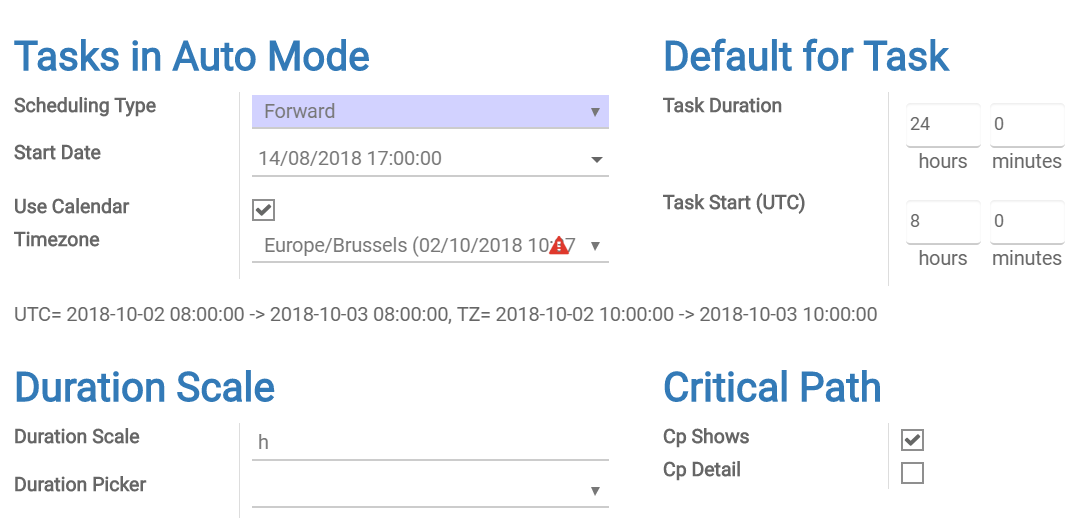 Tasks in Auto Mode
Scheduling Type
Forward
Start Date
14/08/2018 17:00:00
Use Calendar
Timezone
Europe/Brussels (02/10/2018
Default for Task
Task Duration
24 0
hours minutes
Task Start (UTC)
8 0
hours minutes
UTC= 2018-10-02 08:00:00 -> 2018-10-03 08:00:00, TZ= 2018-10-02 10:00:00 -> 2018-10-03 10:00:00
Duration Scale
Duration Scale
h
Duration Picker
Critical Path
Cp Shows
Cp Detail